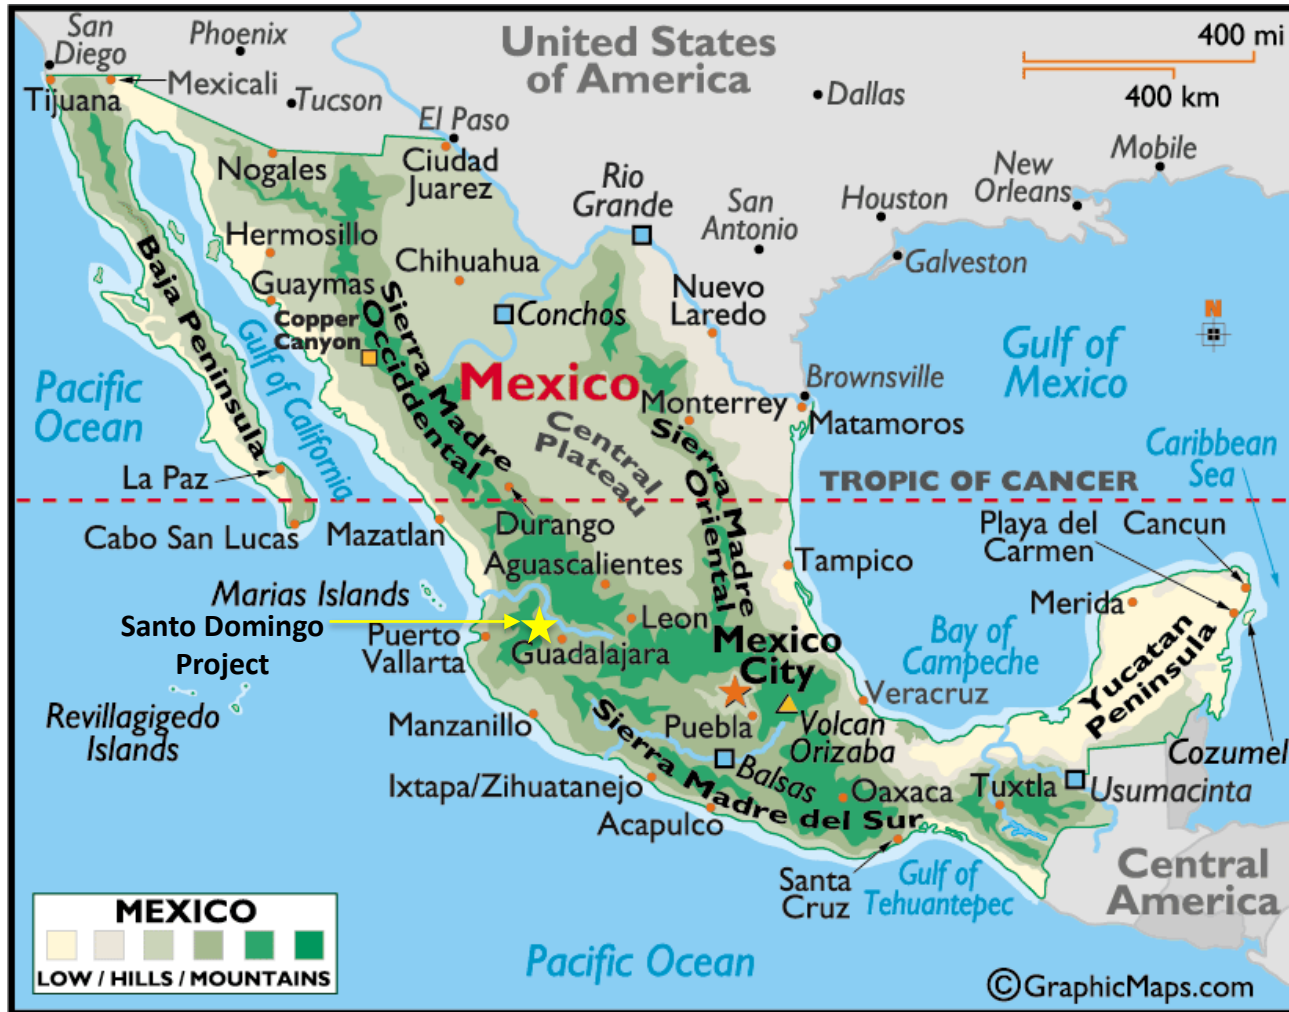 San
Diego
Phoenix
United States
of America
400 mi
400 km
Mexicali
Tijuana
Tucson
Dallas
El Paso
Ciudad
Juarez
Nogales
Rio
Grande
San
Antonio
Houston
New
Orleans
Mobile
Galveston
Hermosillo
Chihuahua
Guaymas
Nuevo
Laredo
Copper
Canyon
Conchos
N
Baja Peninsula
Gulf of California
Sierra Madre
Occiddental
Pacific
Ocean
Mexico
Gulf of
Mexico
Brownsville
Monterrey
Matamoros
Central
Plateau
Sierra Madre
Oriental
Caribbean
Sea
La Paz
TROPIC OF CANCER
Cabo San Lucas
Mazatlan
Durango
Playa del
Carmen
Cancun
Aguascalientes
Tampico
Marias Islands
Merida
Santo Domingo
Project
Puerto
Vallarta
Leon
Guadalajara
Mexico
City
Bay of
Campeche
Yucatan
Peninsula
Revillagigedo
Islands
Manzanillo
Puebla
Veracruz
Volcan
Orizaba
Cozumel
Sierra Madre del Sur
Balsas
Ixtapa/Zihuatanejo
Oaxaca
Tuxtla
Usumacinta
Acapulco
Santa
Cruz
Gulf of
Tehuantepec
Central
America
MEXICO
LOW / HILLS / MOUNTAINS
Pacific Ocean
©GraphicMaps.com